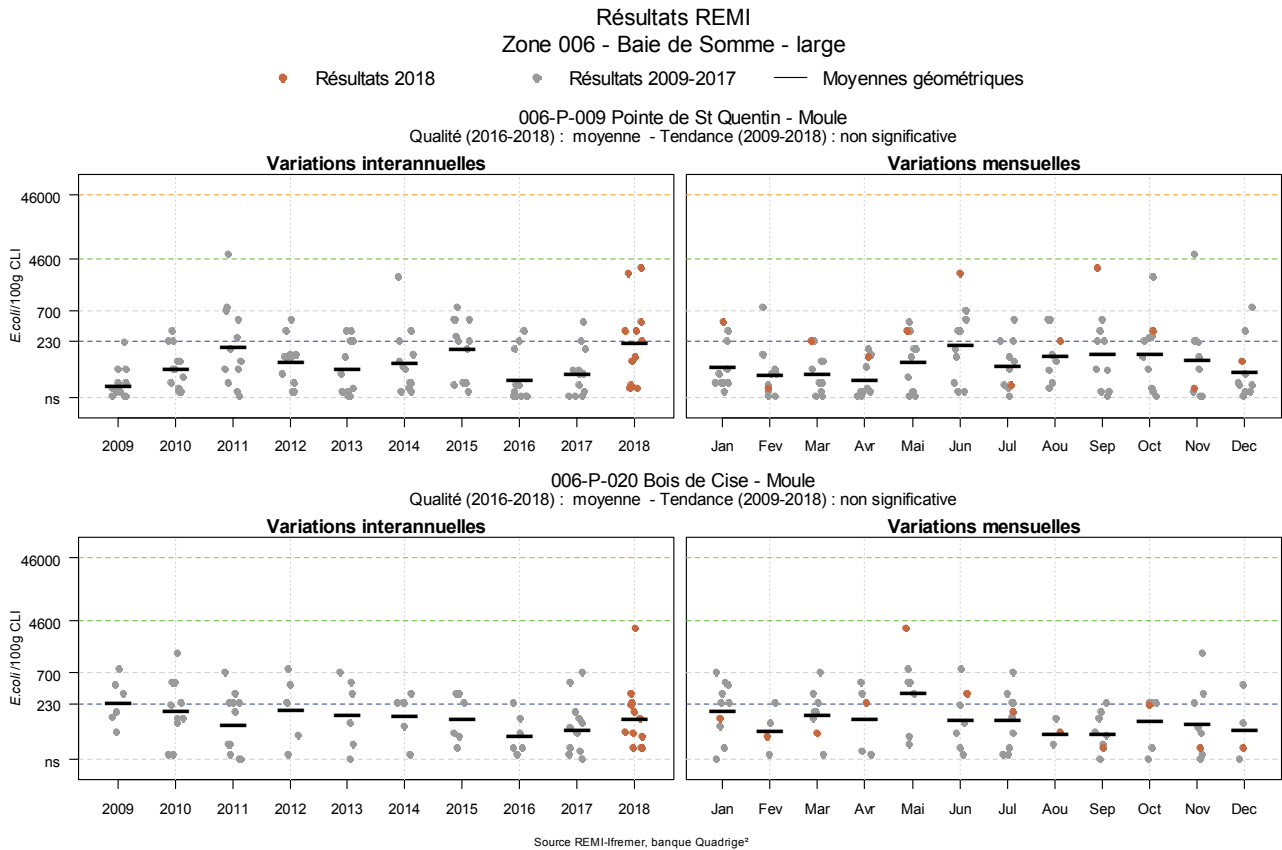 Résultats REMI
Zone 006 - Baie de Somme - large
Résultats 2018 Résultats 2009-2017 Moyennes géométriques
006-P-009 Pointe de St Quentin - Moule
Qualité (2016-2018) : moyenne - Tendance (2009-2018) : non significative
Variations interannuelles Variations mensuelles
E.coli/100g CLI
46000
4600
700
230
ns
2009 2010 2011 2012 2013 2014 2015 2016 2017 2018
Jan Fev Mar Avr Mai Jun Jul Aou Sep Oct Nov Dec
006-P-020 Bois de Cise - Moule
Qualité (2016-2018) : moyenne - Tendance (2009-2018) : non significative
Variations interannuelles Variations mensuelles
E.coli/100g CLI
46000
4600
700
230
ns
2009 2010 2011 2012 2013 2014 2015 2016 2017 2018
Jan Fev Mar Avr Mai Jun Jul Aou Sep Oct Nov Dec
Source REMI-Ifremer, banque Quadrige²